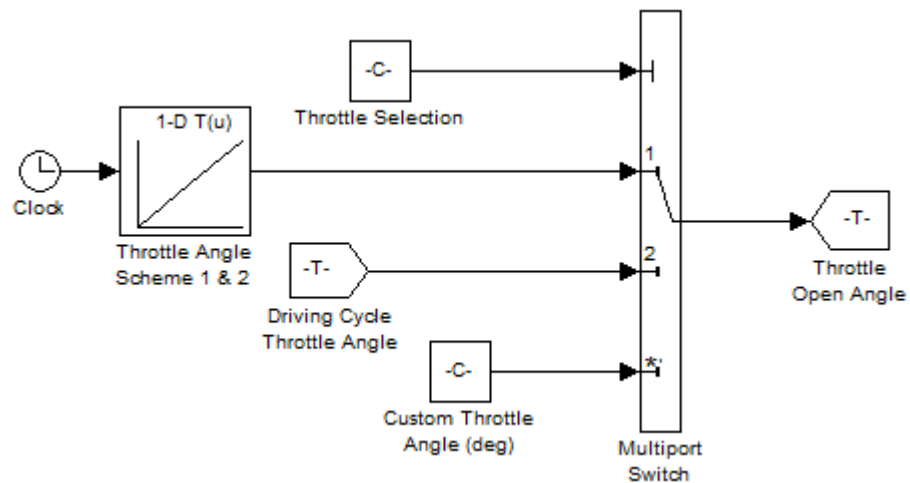 -C-
Throttle Selection
1-D T(u)
Clock
Throttle Angle
Scheme 1 & 2
1
-T-
Throttle
Open Angle
2
-T-
Driving Cycle
Throttle Angle
*,
-C-
Custom Throttle
Angle (deg)
Multiport
Switch